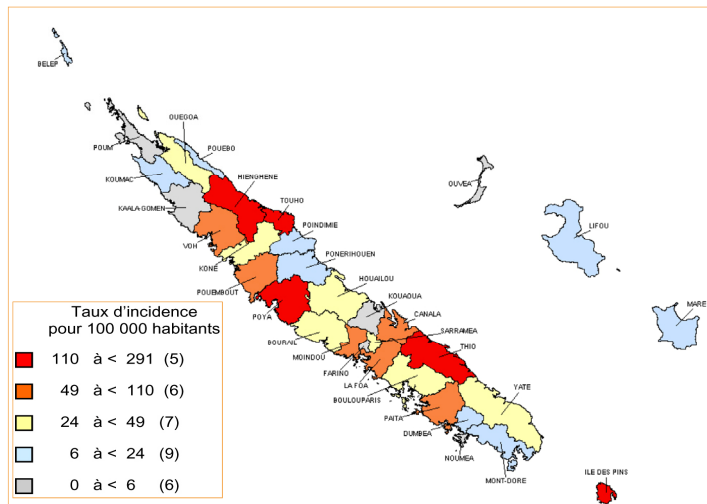 BELEP
OUEGOA
POUM
POUEBO
KOUMAC
HIENGHENE
OUVEA
KAALA-GOMEN
TOUHO
POINDIMIE
LIFOU
VOH
PONERIHOUEN
KONE
HOUAILOU
POUEMBOUT
KOUAOUA
MARE
CANALA
POYA
SARRAMEA
BOURAIL
THIO
MOINDOU
FARINO
LA FOA
YATE
BOULOUPARIS
PAITA
DUMBEA
NOUMEA
MONT-DORE
ILE DES PINS
Taux d'incidence
pour 100 000 habitants
110 à < 291 (5)
49 à < 110 (6)
24 à < 49 (7)
6 à < 24 (9)
0 à < 6 (6)